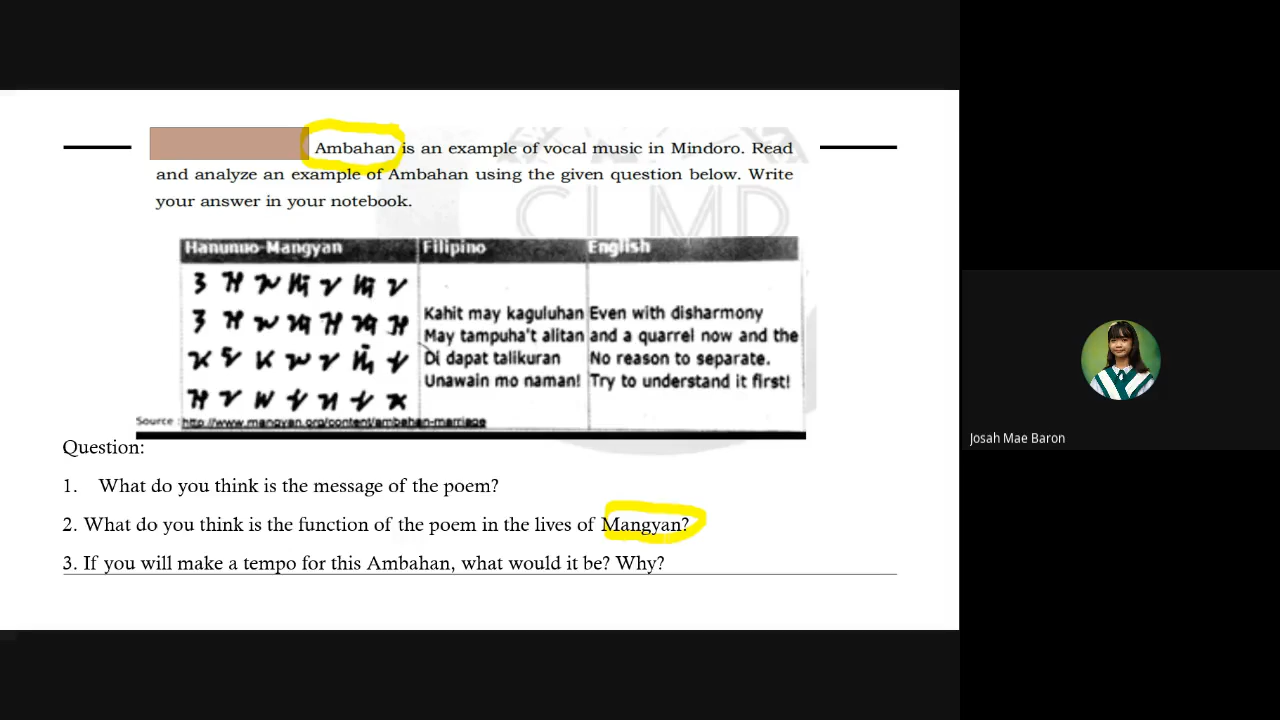 Ambahan is an example of vocal music in Mindoro. Read
and analyze an example of Ambahan using the given question below. Write
your answer in your notebook.
CLMD
Hanunuo-Mangyan Filipino English
Kahit may kaguluhan Even with disharmony
May tampuha't alitan and a quarrel now and the
Di dapat talikuran No reason to separate.
Unawain mo naman! Try to understand it first!
Source : http://www.mangyan.org/content/ambahan-marriage
Question:
1. What do you think is the message of the poem?
2. What do you think is the function of the poem in the lives of Mangyan?
3. If you will make a tempo for this Ambahan, what would it be? Why?
Josah Mae Baron